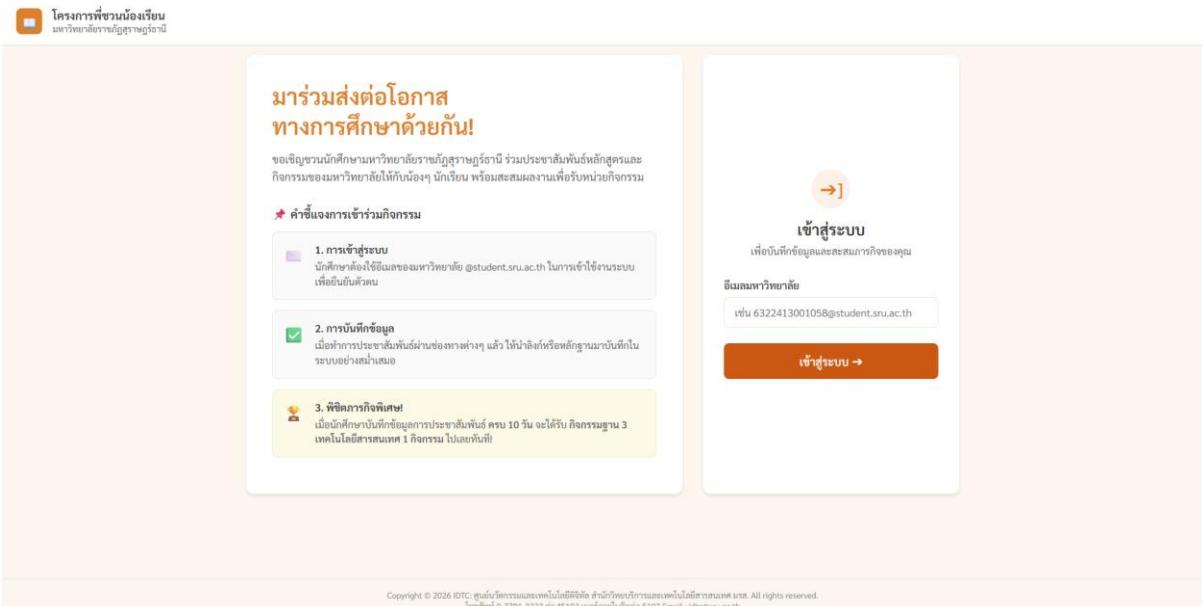 โครงการพี่ชวนน้องเรียน
มหาวิทยาลัยราชภัฏสุราษฎร์ธานี
มาร่วมส่งต่อโอกาส
ทางการศึกษาด้วยกัน!
ขอเชิญชวนนักศึกษามหาวิทยาลัยราชภัฏสุราษฎร์ธานี ร่วมประชาสัมพันธ์หลักสูตรและ
กิจกรรมของมหาวิทยาลัยให้กับน้องๆ นักเรียน พร้อมสะสมผลงานเพื่อรับหน่วยกิจกรรม
📌 คำชี้แจงการเข้าร่วมกิจกรรม
1. การเข้าสู่ระบบ
นักศึกษาต้องใช้อีเมลของมหาวิทยาลัย @student.sru.ac.th ในการเข้าใช้งานระบบ
เพื่อยืนยันตัวตน
2. การบันทึกข้อมูล
เมื่อทำการประชาสัมพันธ์ผ่านช่องทางต่างๆ แล้ว ให้นำลิงก์หรือหลักฐานมาบันทึกใน
ระบบอย่างสม่ำเสมอ
3. พิชิตภารกิจพิเศษ!
เมื่อนักศึกษาบันทึกข้อมูลการประชาสัมพันธ์ ครบ 10 วัน จะได้รับ กิจกรรมฐาน 3
เทคโนโลยีสารสนเทศ 1 กิจกรรม ไปเลยทันที!
เข้าสู่ระบบ
เพื่อบันทึกข้อมูลและสะสมภารกิจของคุณ
อีเมลมหาวิทยาลัย
เช่น 6322413001058@student.sru.ac.th
เข้าสู่ระบบ →
Copyright © 2026 IDTC: ศูนย์นวัตกรรมและเทคโนโลยีดิจิทัล สำนักวิทยบริการและเทคโนโลยีสารสนเทศ มรส. All rights reserved.